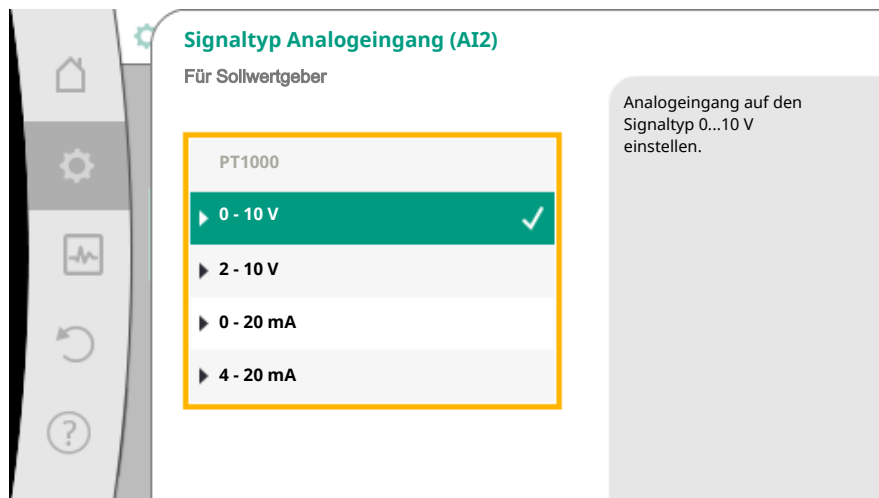 Signaltyp Analogeingang (AI2)
Für Sollwertgeber
PT1000
0 - 10 V
2 - 10 V
0 - 20 mA
4 - 20 mA
Analogeingang auf den
Signaltyp 0...10 V
einstellen.
?